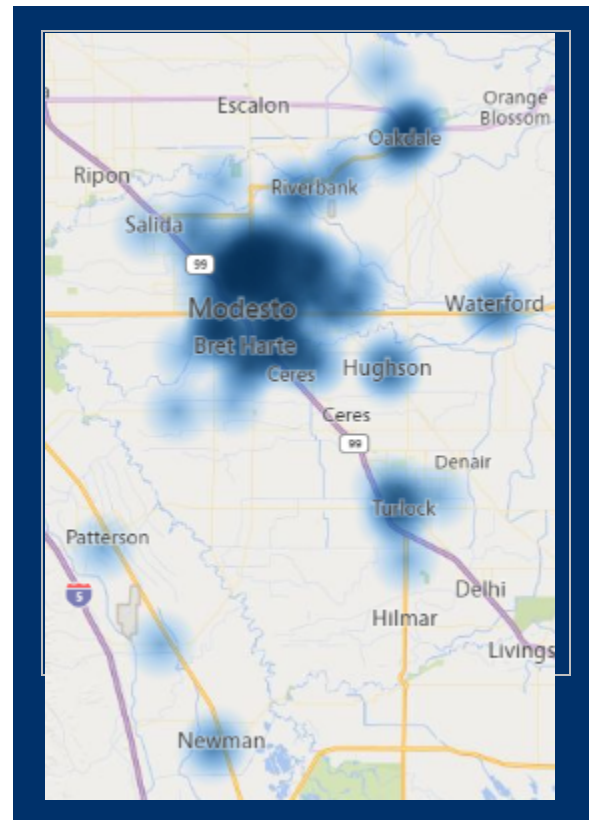 Escalon
Orange
Blossom
Oakdale
Ripon
Riverbank
Salida
99
Modesto
Waterford
Bret Harte
Ceres
Hughson
Ceres
99
Denair
Turlock
Patterson
5
Delhi
Hilmar
Livings
Newman